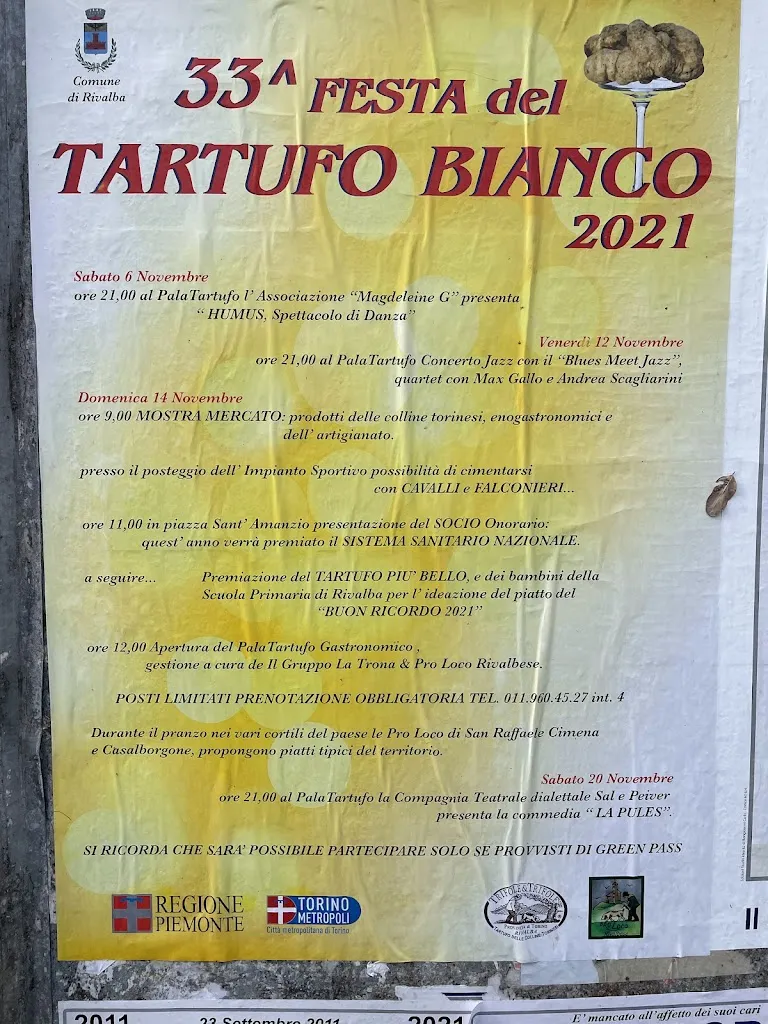 Comune
di Rivalba
33^ FESTA del
TARTUFO BIANCO
2021
Sabato 6 Novembre
ore 21,00 al PalaTartufo l' Associazione "Magdeleine G" presenta
" HUMUS, Spettacolo di Danza"
Venerdì 12 Novembre
ore 21,00 al PalaTartufo Concerto Jazz con il "Blues Meet Jazz",
quartet con Max Gallo e Andrea Scagliarini
Domenica 14 Novembre
ore 9,00 MOSTRA MERCATO: prodotti delle colline torinesi, enogastronomici e
dell' artigianato.
presso il posteggio dell' Impianto Sportivo possibilità di cimentarsi
con CAVALLI e FALCONIERI...
ore 11,00 in piazza Sant' Amanzio presentazione del SOCIO Onorario:
quest' anno verrà premiato il SISTEMA SANITARIO NAZIONALE.
a seguire... Premiazione del TARTUFO PIU' BELLO, e dei bambini della
Scuola Primaria di Rivalba per l' ideazione del piatto del
"BUON RICORDO 2021"
ore 12,00 Apertura del PalaTartufo Gastronomico ,
gestione a cura de Il Gruppo La Trona & Pro Loco Rivalbese.
POSTI LIMITATI PRENOTAZIONE OBBLIGATORIA TEL. 011.960.45.27 int. 4
Durante il pranzo nei vari cortili del paese le Pro Loco di San Raffaele Cimena
e Casalborgone, propongono piatti tipici del territorio.
Sabato 20 Novembre
ore 21,00 al PalaTartufo la Compagnia Teatrale dialettale Sal e Peiver
presenta la commedia " LA PULES".
SI RICORDA CHE SARA' POSSIBILE PARTECIPARE SOLO SE PROVVISTI DI GREEN PASS
REGIONE
PIEMONTE
TORINO
METROPOLI
Città metropolitana di Torino
TRIFOLE & TRIFOLE
RIVALBA
Il
2011 23 Settembre 2011 2021
E' mancato all'affetto dei suoi cari